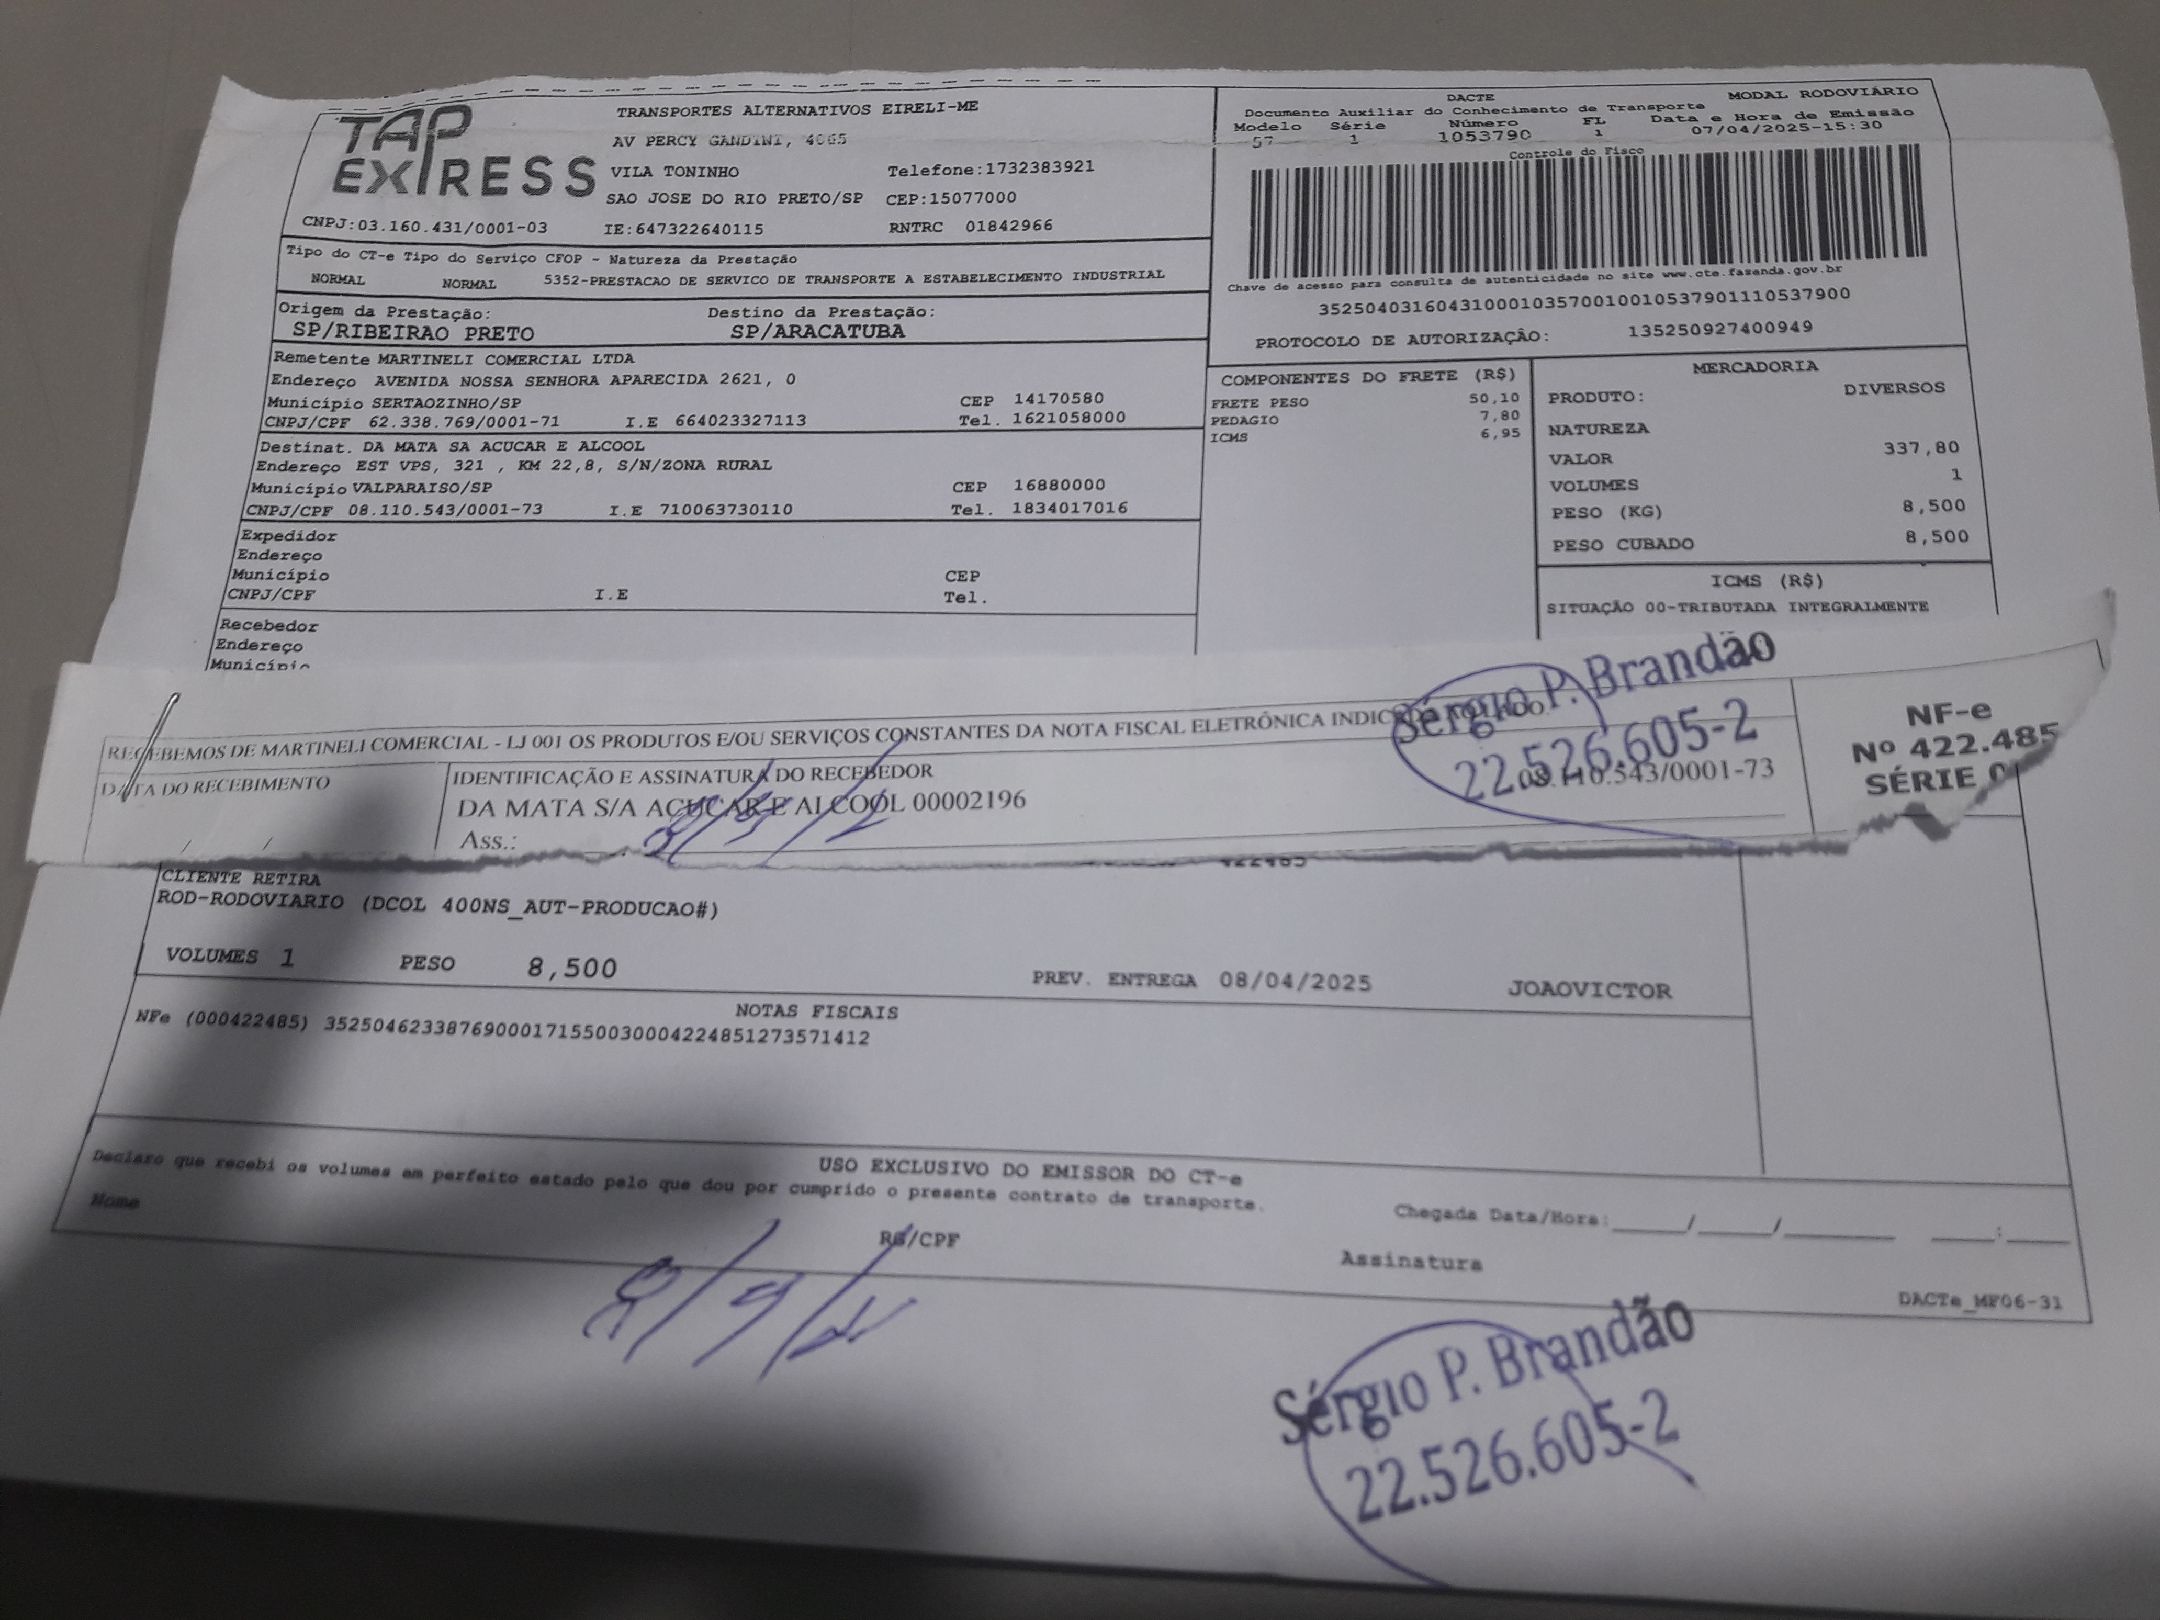 TAP EXPRESS
TRANSPORTES ALTERNATIVOS EIRELI-ME
AV PERCY GANDINI, 4065
VILA TONINHO Telefone:1732383921
SAO JOSE DO RIO PRETO/SP CEP:15077000
CNPJ:03.160.431/0001-03 IE:647322640115 RNTRC 01842966
DACTE MODAL RODOVIÁRIO
Documento Auxiliar do Conhecimento de Transporte
Modelo Série Número FL Data e Hora de Emissão
57 1 1053790 1 07/04/2025-15:30
Controle do Fisco
Chave de acesso para consulta de autenticidade no site www.cte.fazenda.gov.br
35250403160431000103570010010537901110537900
PROTOCOLO DE AUTORIZAÇÃO: 135250927400949
Tipo do CT-e Tipo do Serviço CFOP - Natureza da Prestação
NORMAL NORMAL 5352-PRESTACAO DE SERVICO DE TRANSPORTE A ESTABELECIMENTO INDUSTRIAL
Origem da Prestação: Destino da Prestação:
SP/RIBEIRAO PRETO SP/ARACATUBA
Remetente MARTINELI COMERCIAL LTDA
Endereço AVENIDA NOSSA SENHORA APARECIDA 2621, 0
Município SERTAOZINHO/SP CEP 14170580
CNPJ/CPF 62.338.769/0001-71 I.E 664023327113 Tel. 1621058000
Destinat. DA MATA SA ACUCAR E ALCOOL
Endereço EST VPS, 321 , KM 22,8, S/N/ZONA RURAL
Município VALPARAISO/SP CEP 16880000
CNPJ/CPF 08.110.543/0001-73 I.E 710063730110 Tel. 1834017016
Expedidor
Endereço
Município CEP
CNPJ/CPF I.E Tel.
Recebedor
Endereço
Município
COMPONENTES DO FRETE (R$)
FRETE PESO 50,10
PEDAGIO 7,80
ICMS 6,95
MERCADORIA
PRODUTO: DIVERSOS
NATUREZA
VALOR 337,80
VOLUMES 1
PESO (KG) 8,500
PESO CUBADO 8,500
ICMS (R$)
SITUAÇÃO 00-TRIBUTADA INTEGRALMENTE
RECEBEMOS DE MARTINELI COMERCIAL - LJ 001 OS PRODUTOS E/OU SERVIÇOS CONSTANTES DA NOTA FISCAL ELETRÔNICA
DATA DO RECEBIMENTO
/ /
IDENTIFICAÇÃO E ASSINATURA DO RECEBEDOR
DA MATA S/A AÇUCAR E ALCOOL 00002196 08.110.543/0001-73
Ass.:
Sérgio P. Brandão
22.526.605-2
NF-e
Nº 422.485
SÉRIE
422485
CLIENTE RETIRA
ROD-RODOVIARIO (DCOL 400NS_AUT-PRODUCAO#)
VOLUMES 1 PESO 8,500 PREV. ENTREGA 08/04/2025 JOAOVICTOR
NOTAS FISCAIS
NFe (000422485) 35250462338769000171550030004224851273571412
USO EXCLUSIVO DO EMISSOR DO CT-e
Declaro que recebi os volumes em perfeito estado pelo que dou por cumprido o presente contrato de transporte.
Nome RG/CPF Chegada Data/Hora:_____/_____/_______ ____:____
Assinatura
DACTe_MF06-31
Sérgio P. Brandão
22.526.605-2